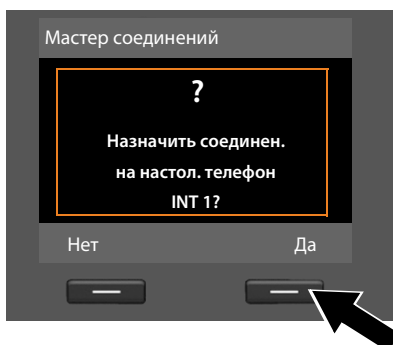 Мастер соединений
?
Назначить соединен.
на настол. телефон
INT 1?
Нет Да